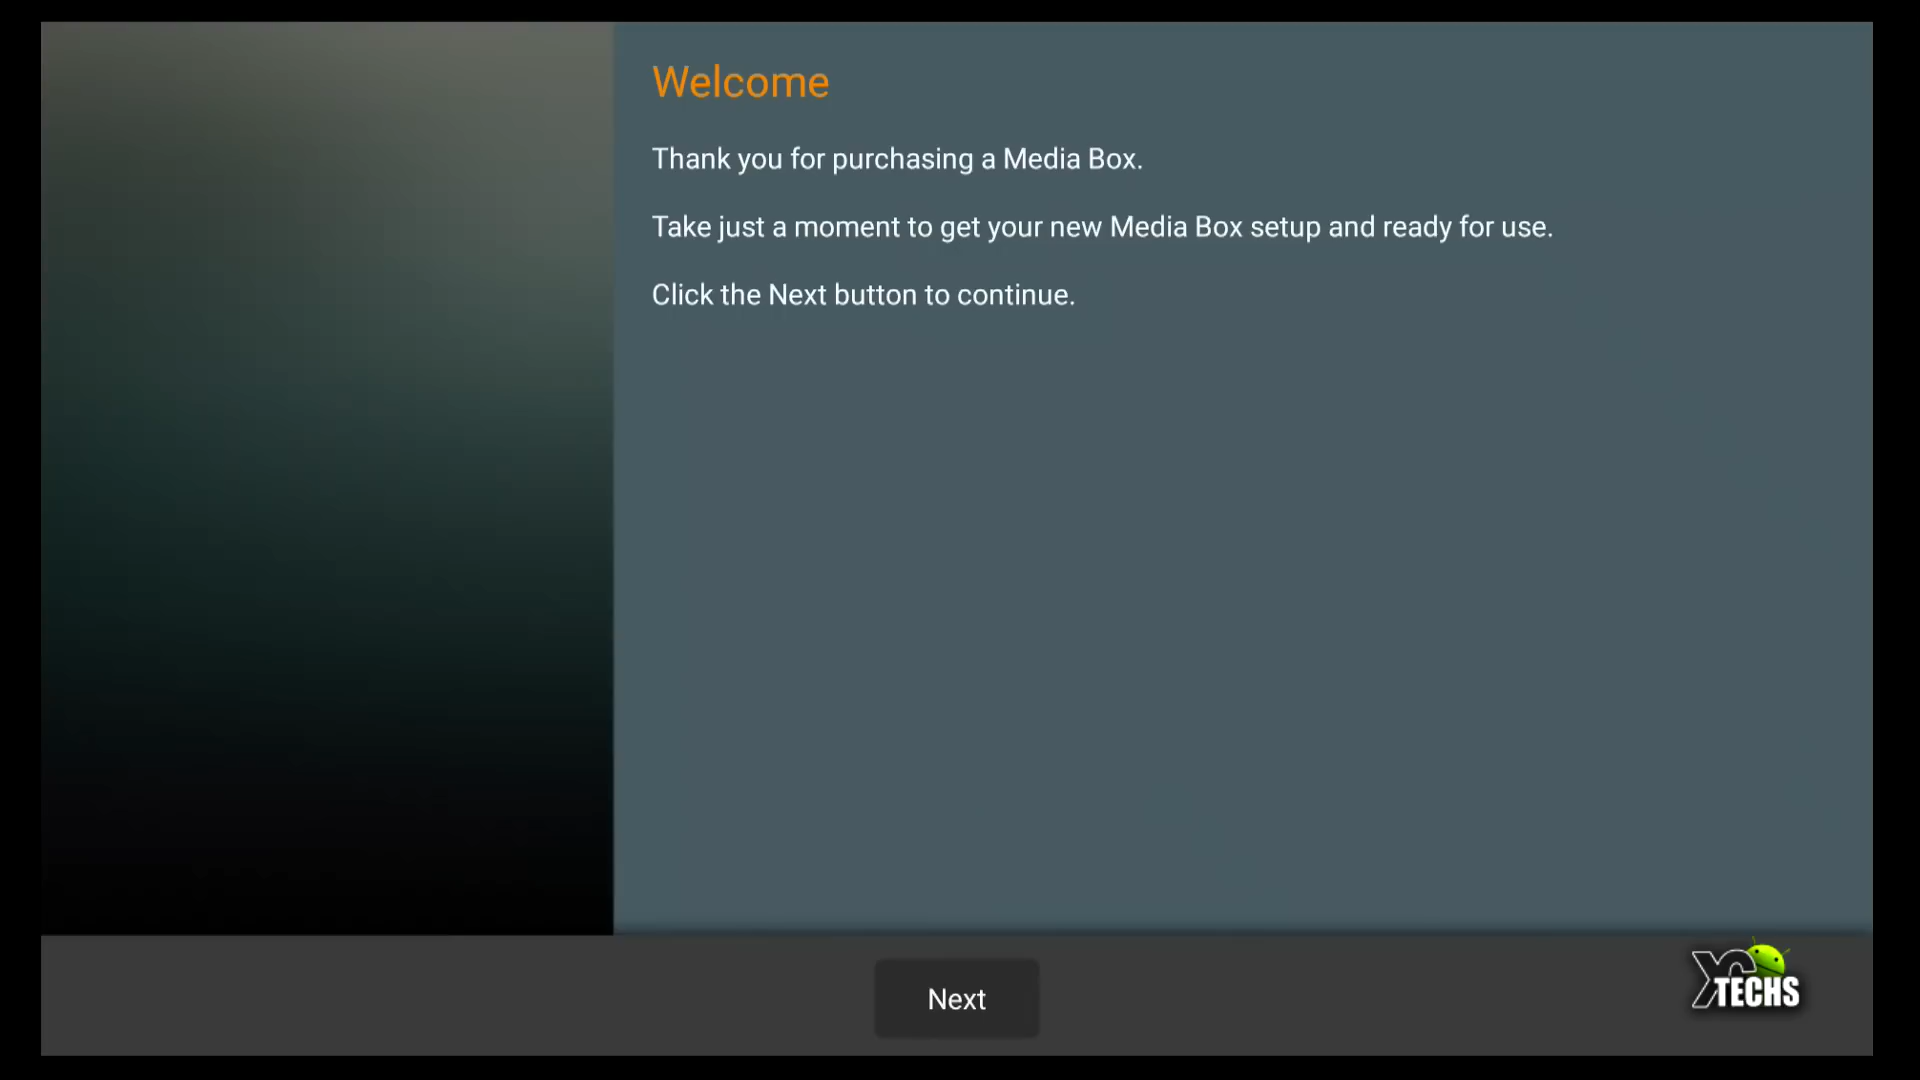 Welcome
Thank you for purchasing a Media Box.
Take just a moment to get your new Media Box setup and ready for use.
Click the Next button to continue.
Next
TECHS